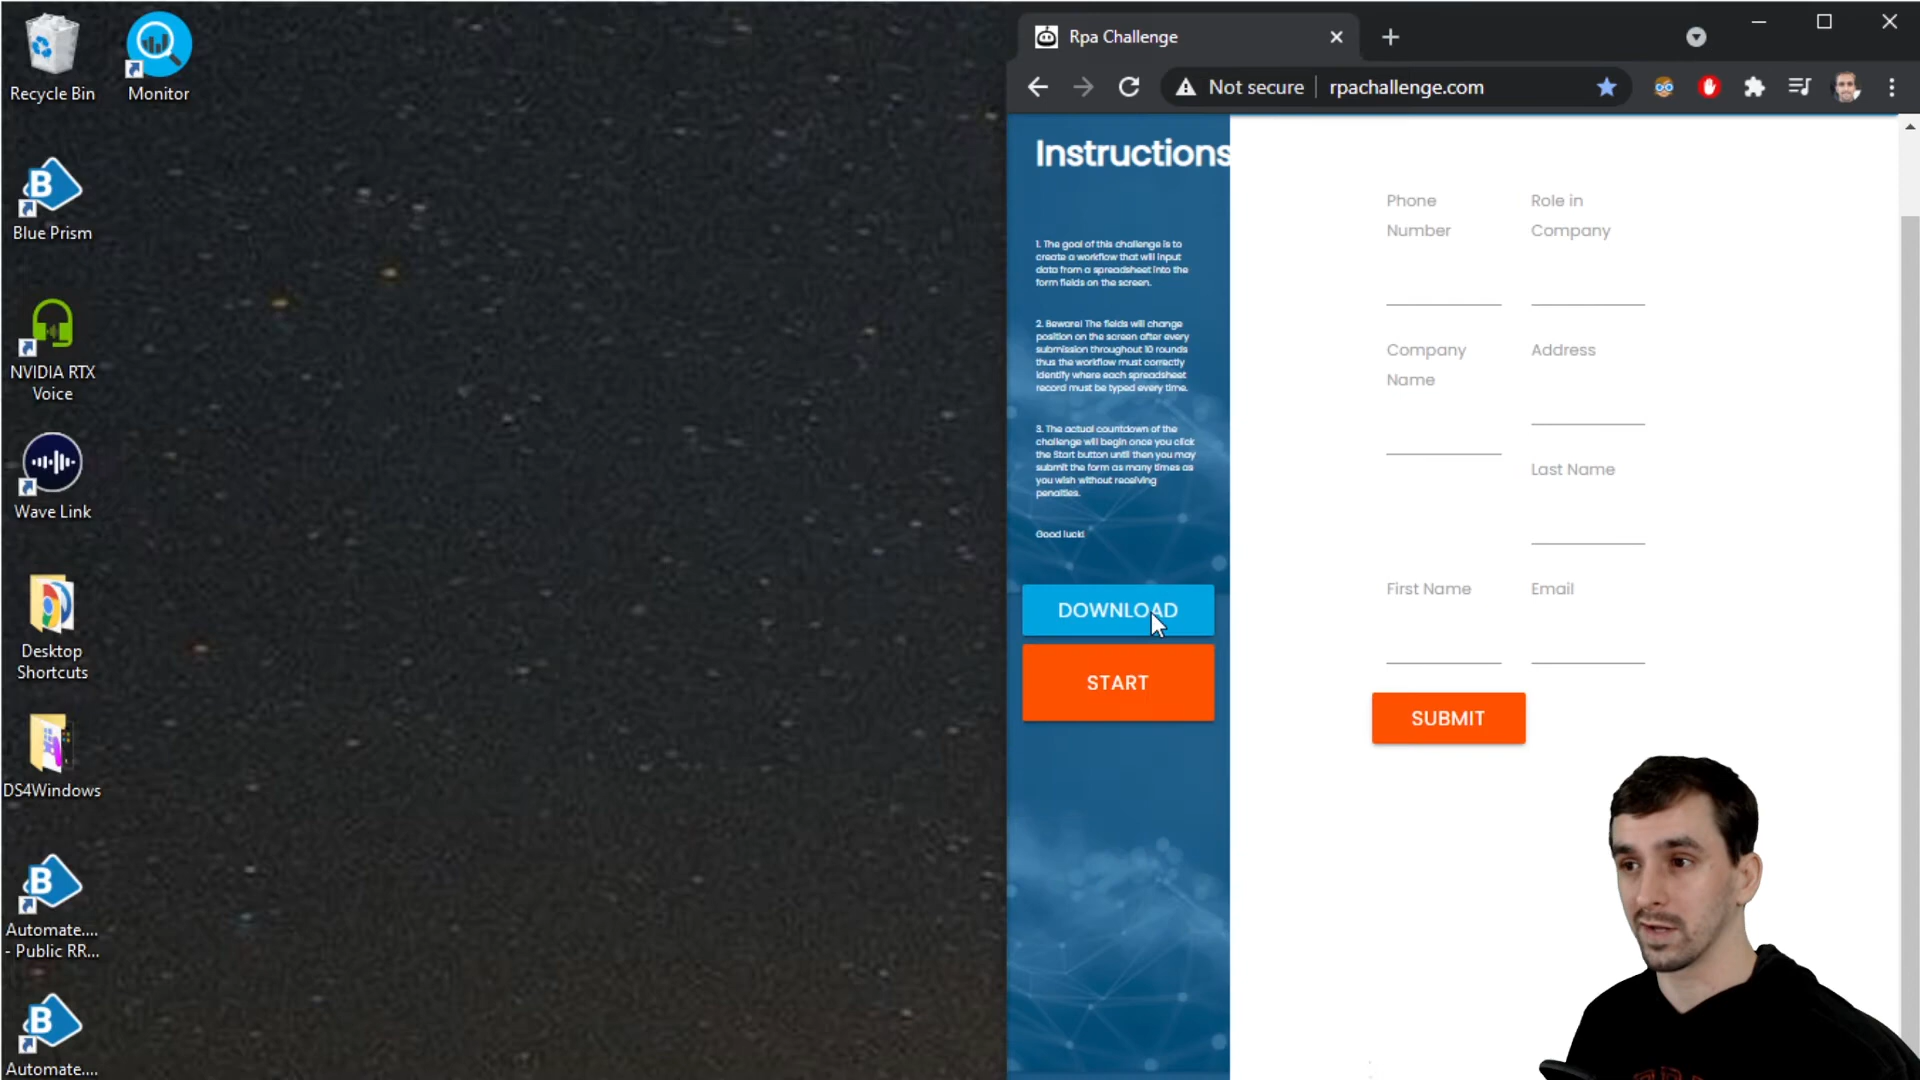 Recycle Bin
Monitor
Blue Prism
NVIDIA RTX
Voice
Wave Link
Desktop
Shortcuts
DS4Windows
Automate....
- Public RR...
Automate....
Rpa Challenge
Not secure
rpachallenge.com
Instructions
1. The goal of this challenge is to
create a workflow that will input
data from a spreadsheet into the
form fields on the screen.
2. Beware! The fields will change
position on the screen after every
submission throughout 10 rounds
thus the workflow must correctly
identify where each spreadsheet
record must be typed every time.
3. The actual countdown of the
challenge will begin once you click
the Start button until then you may
submit the form as many times as
you wish without receiving
penalties.
Good luck!
DOWNLOAD
START
Phone
Number
Role in
Company
Company
Name
Address
Last Name
First Name
Email
SUBMIT